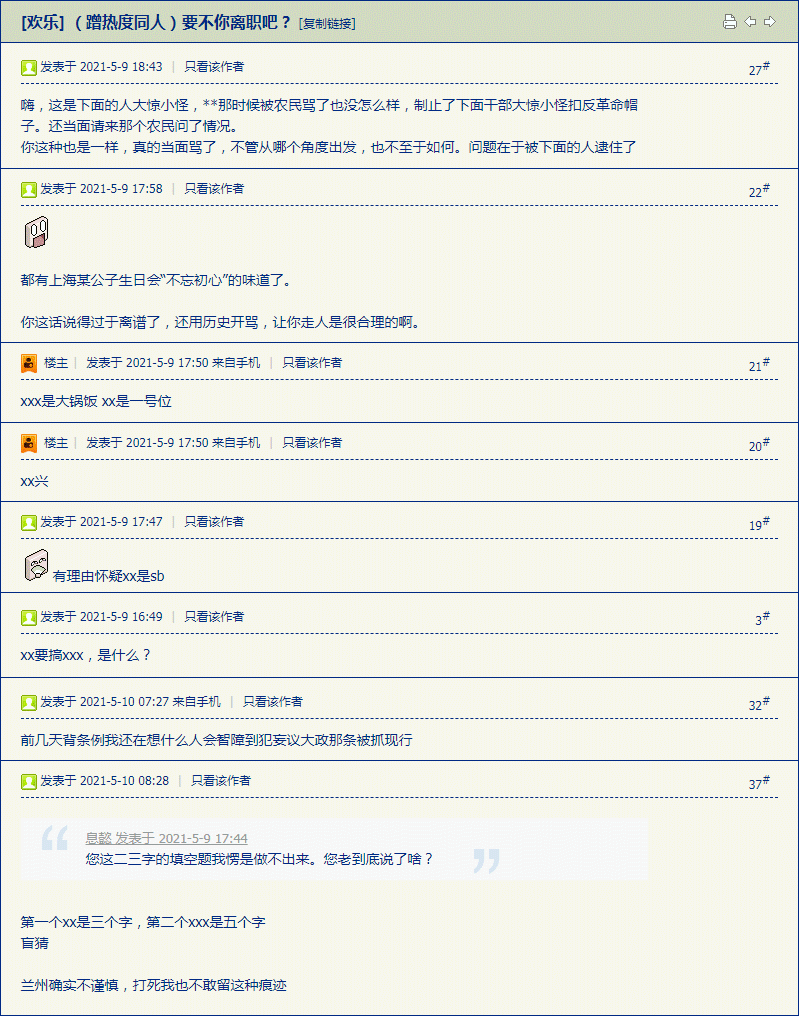 [欢乐] （蹭热度同人）要不你离职吧？ [复制链接]
发表于 2021-5-9 18:43 | 只看该作者 27#
嗨，这是下面的人大惊小怪，**那时候被农民骂了也没怎么样，制止了下面干部大惊小怪扣反革命帽
子。还当面请来那个农民问了情况。
你这种也是一样，真的当面骂了，不管从哪个角度出发，也不至于如何。问题在于被下面的人逮住了
发表于 2021-5-9 17:58 | 只看该作者 22#
都有上海某公子生日会“不忘初心”的味道了。
你这话说得过于离谱了，还用历史开骂，让你走人是很合理的啊。
楼主 | 发表于 2021-5-9 17:50 来自手机 | 只看该作者 21#
xxx是大锅饭 xx是一号位
楼主 | 发表于 2021-5-9 17:50 来自手机 | 只看该作者 20#
xx兴
发表于 2021-5-9 17:47 | 只看该作者 19#
有理由怀疑xx是sb
发表于 2021-5-9 16:49 | 只看该作者 3#
xx要搞xxx，是什么？
发表于 2021-5-10 07:27 来自手机 | 只看该作者 32#
前几天背条例我还在想什么人会智障到犯妄议大政那条被抓现行
发表于 2021-5-10 08:28 | 只看该作者 37#
息懿 发表于 2021-5-9 17:44
您这二三字的填空题我愣是做不出来。您老到底说了啥？
第一个xx是三个字，第二个xxx是五个字
盲猜
兰州确实不谨慎，打死我也不敢留这种痕迹